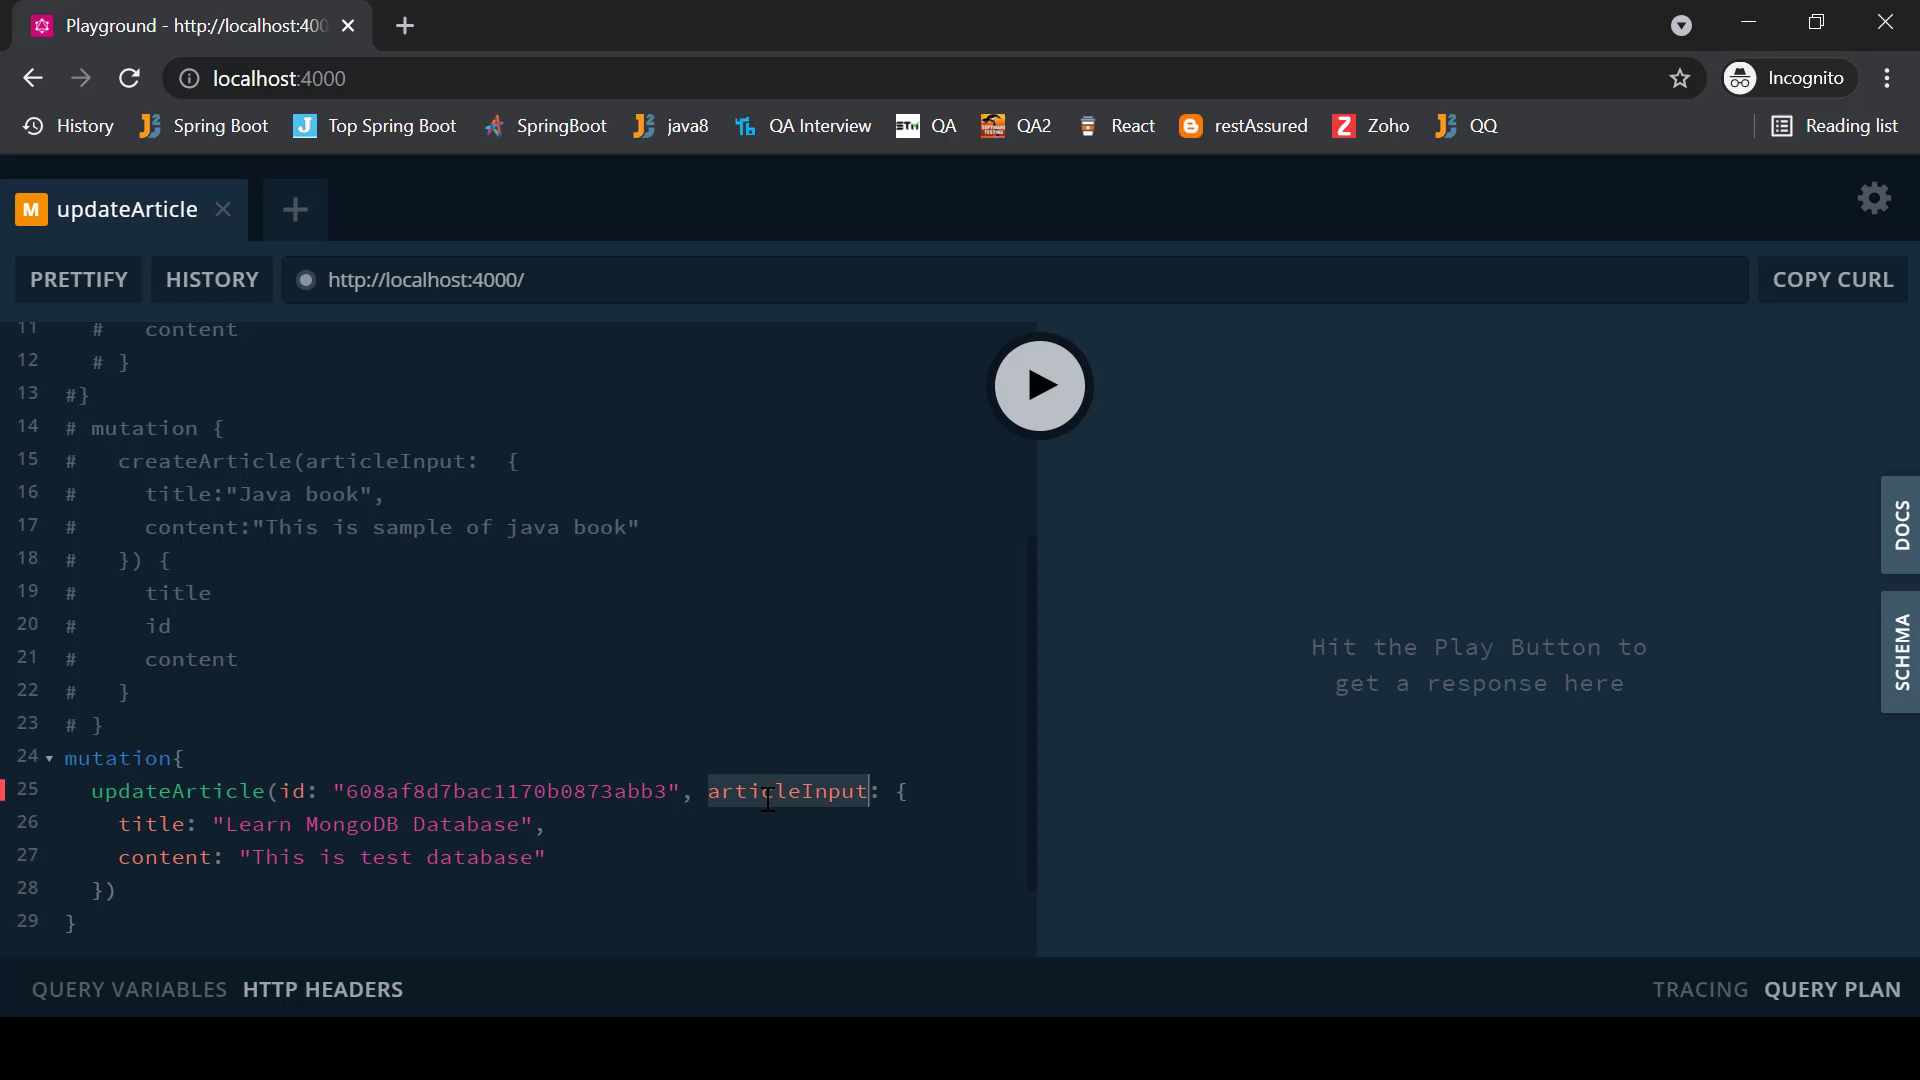 Playground - http://localhost:400
localhost:4000
Incognito
History Spring Boot Top Spring Boot SpringBoot java8 QA Interview QA QA2 React restAssured Zoho QQ Reading list
M updateArticle
PRETTIFY HISTORY http://localhost:4000/ COPY CURL
11 # content
12 # }
13 #}
14 # mutation {
15 # createArticle(articleInput: {
16 # title:"Java book",
17 # content:"This is sample of java book"
18 # }) {
19 # title
20 # id
21 # content
22 # }
23 # }
24 mutation{
25 updateArticle(id: "608af8d7bac1170b0873abb3", articleInput: {
26 title: "Learn MongoDB Database",
27 content: "This is test database"
28 })
29 }
Hit the Play Button to
get a response here
DOCS
SCHEMA
QUERY VARIABLES HTTP HEADERS
TRACING QUERY PLAN